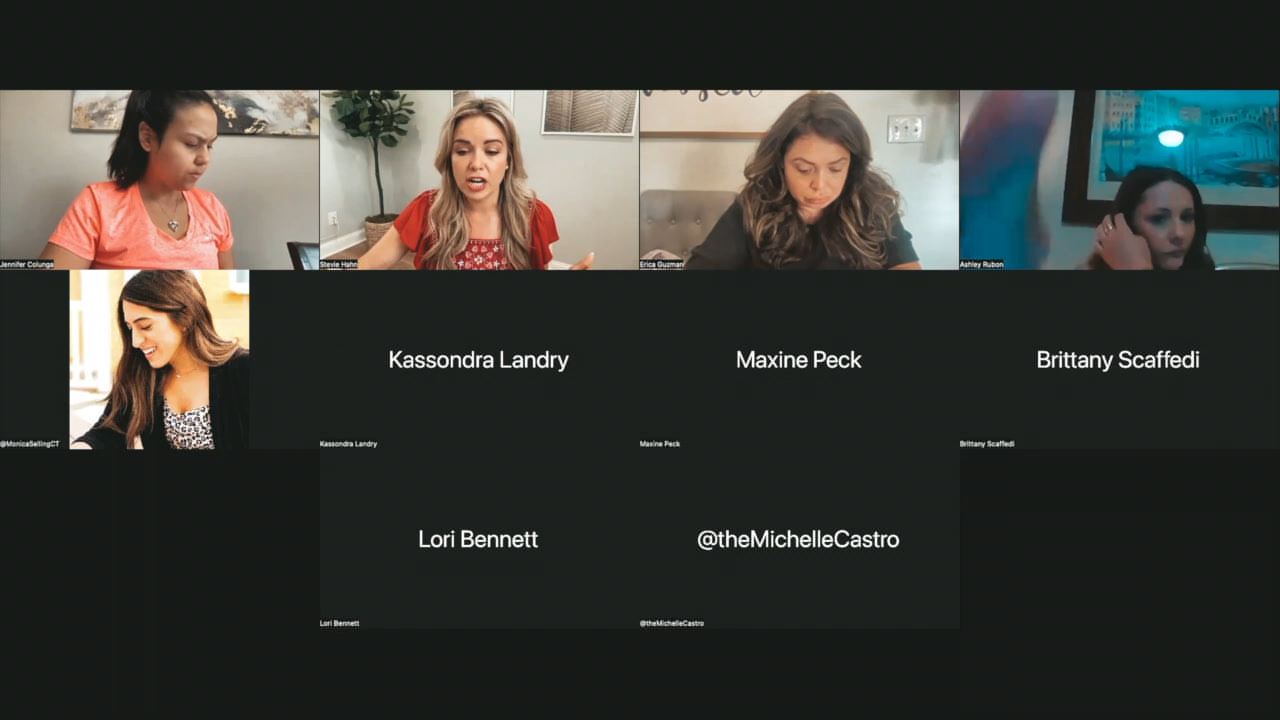 Jennifer Colunga
Stevie Hahn
Erica Guzman
Ashley Rubon
@MonicaSellingCT
Kassondra Landry
Kassondra Landry
Maxine Peck
Maxine Peck
Brittany Scaffedi
Brittany Scaffedi
Lori Bennett
Lori Bennett
@theMichelleCastro
@theMichelleCastro